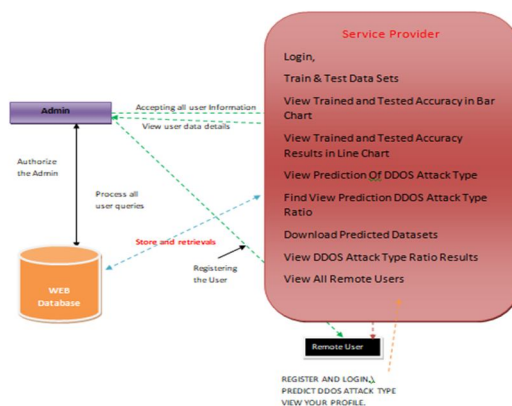 Service Provider
Login,
Train & Test Data Sets
View Trained and Tested Accuracy in Bar
Chart
View Trained and Tested Accuracy
Results in Line Chart
View Prediction Of DDOS Attack Type
Find View Prediction DDOS Attack Type
Ratio
Download Predicted Datasets
View DDOS Attack Type Ratio Results
View All Remote Users
Admin
Accepting all user Information
View user data details
Authorize
the Admin
Process all
user queries
Store and retrievals
Registering
the User
WEB
Database
Remote User
REGISTER AND LOGIN,\
PREDICT DDOS ATTACK TYPE
VIEW YOUR PROFILE.